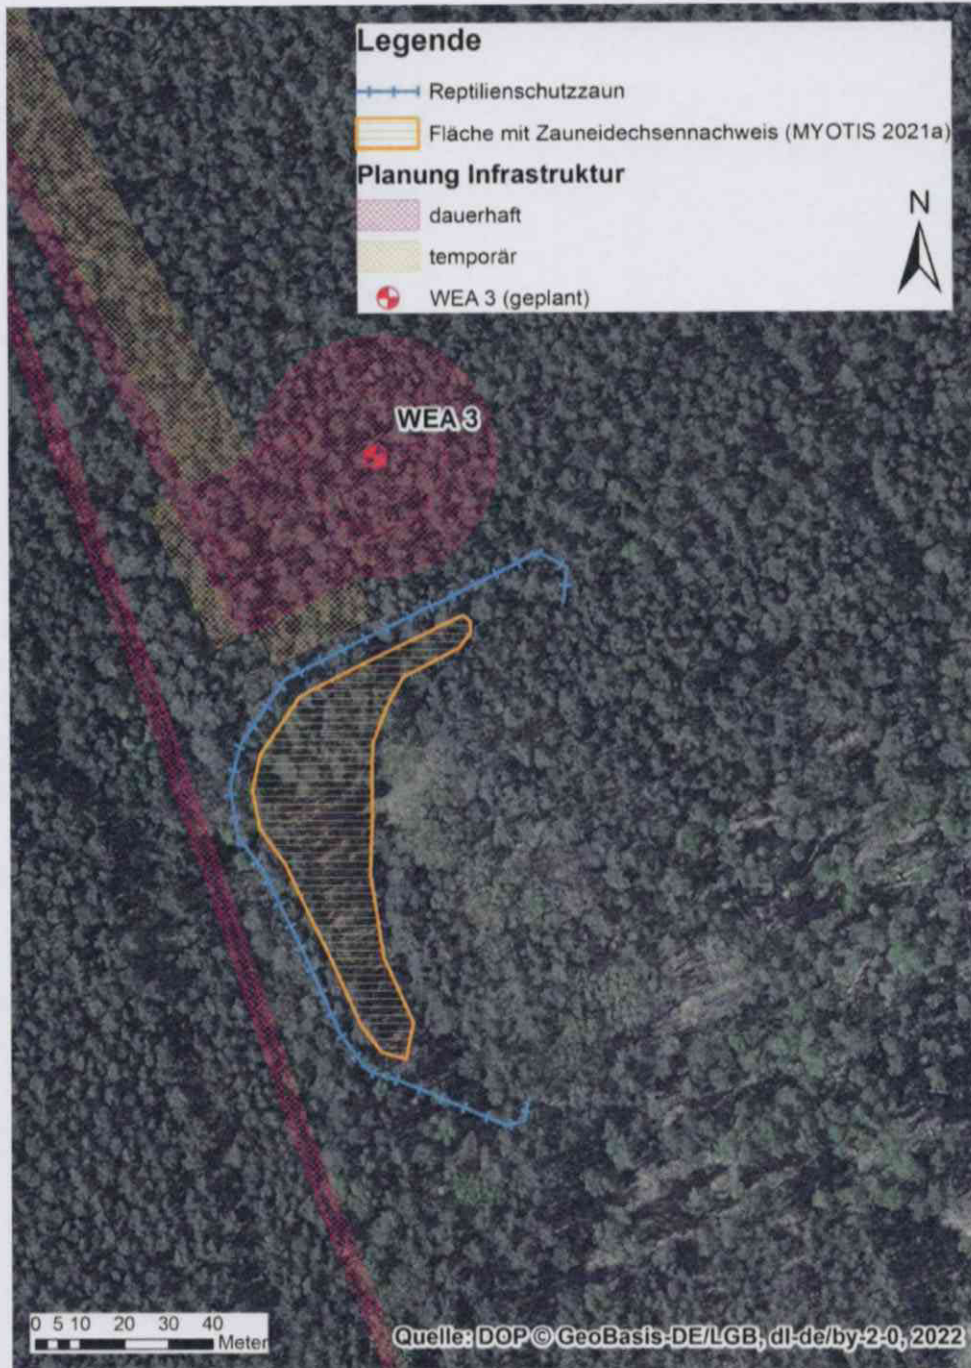 Legende
Reptilienschutzzaun
Fläche mit Zauneidechsennachweis (MYOTIS 2021a)
Planung Infrastruktur
dauerhaft
temporär
WEA 3 (geplant)
N
WEA 3
0 5 10 20 30 40
Meter
Quelle: DOP © GeoBasis-DE/LGB, dl-de/by-2-0, 2022